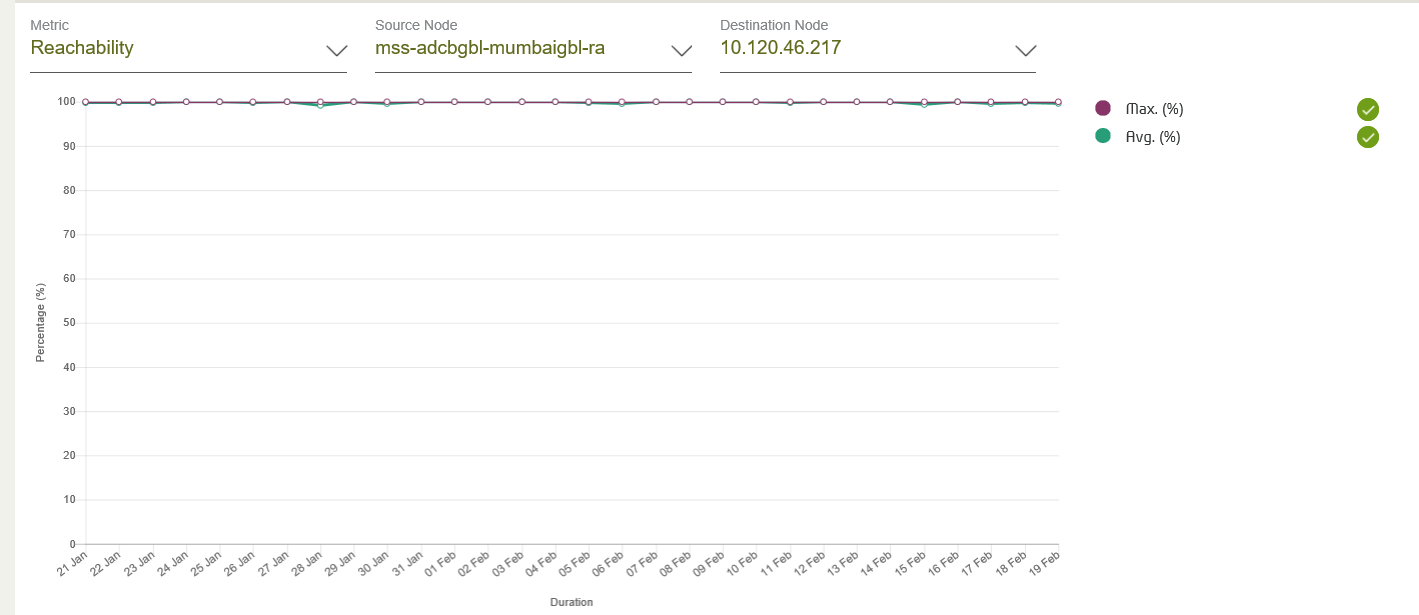 Metric
Reachability
Source Node
mss-adcbgbl-mumbaigbl-ra
Destination Node
10.120.46.217
Max. (%)
Avg. (%)
Percentage (%)
100
90
80
70
60
50
40
30
20
10
0
21 Jan
22 Jan
23 Jan
24 Jan
25 Jan
26 Jan
27 Jan
28 Jan
29 Jan
30 Jan
31 Jan
01 Feb
02 Feb
03 Feb
04 Feb
05 Feb
06 Feb
07 Feb
08 Feb
09 Feb
10 Feb
11 Feb
12 Feb
13 Feb
14 Feb
15 Feb
16 Feb
17 Feb
18 Feb
19 Feb
Duration